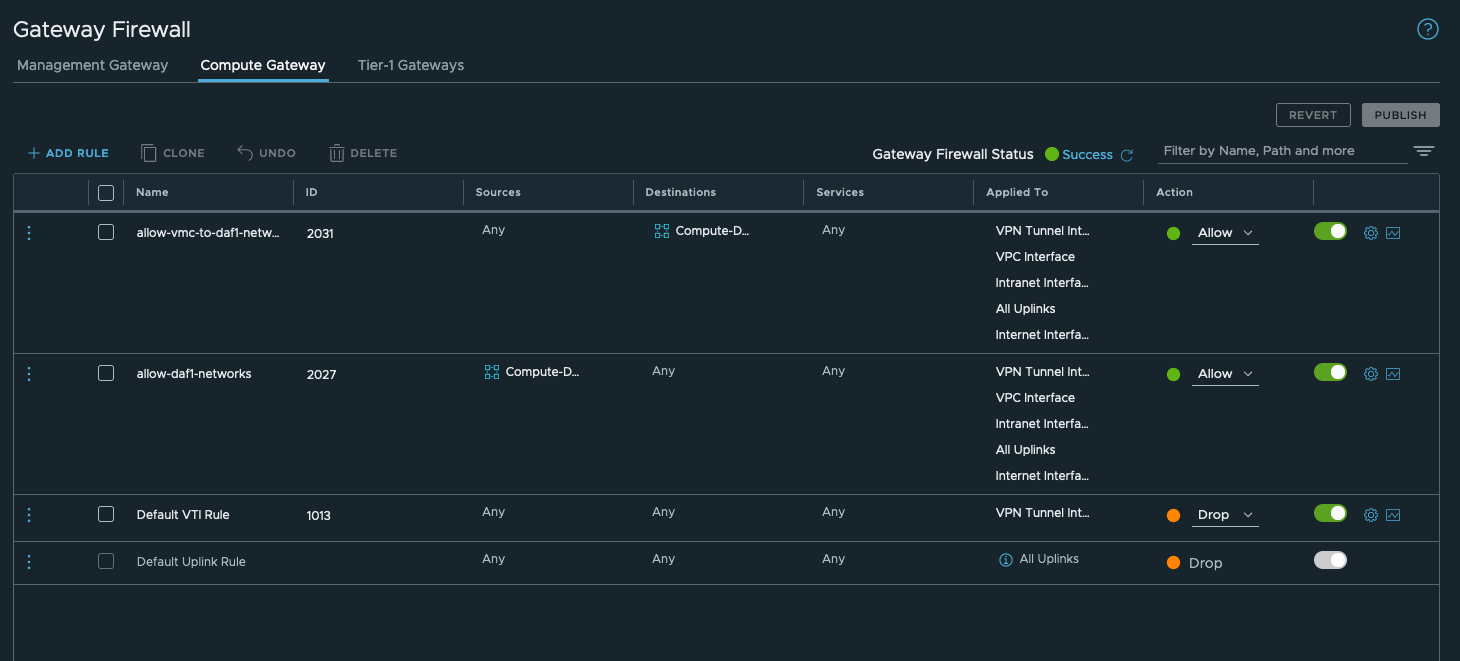 Gateway Firewall
Management Gateway Compute Gateway Tier-1 Gateways
REVERT PUBLISH
ADD RULE CLONE UNDO DELETE Gateway Firewall Status Success Filter by Name, Path and more
Name ID Sources Destinations Services Applied To Action
allow-vmc-to-daf1-netw... 2031 Any Compute-D... Any VPN Tunnel Int... Allow
VPC Interface
Intranet Interfa...
All Uplinks
Internet Interfa...
allow-daf1-networks 2027 Compute-D... Any Any VPN Tunnel Int... Allow
VPC Interface
Intranet Interfa...
All Uplinks
Internet Interfa...
Default VTI Rule 1013 Any Any Any VPN Tunnel Int... Drop
Default Uplink Rule Any Any Any All Uplinks Drop